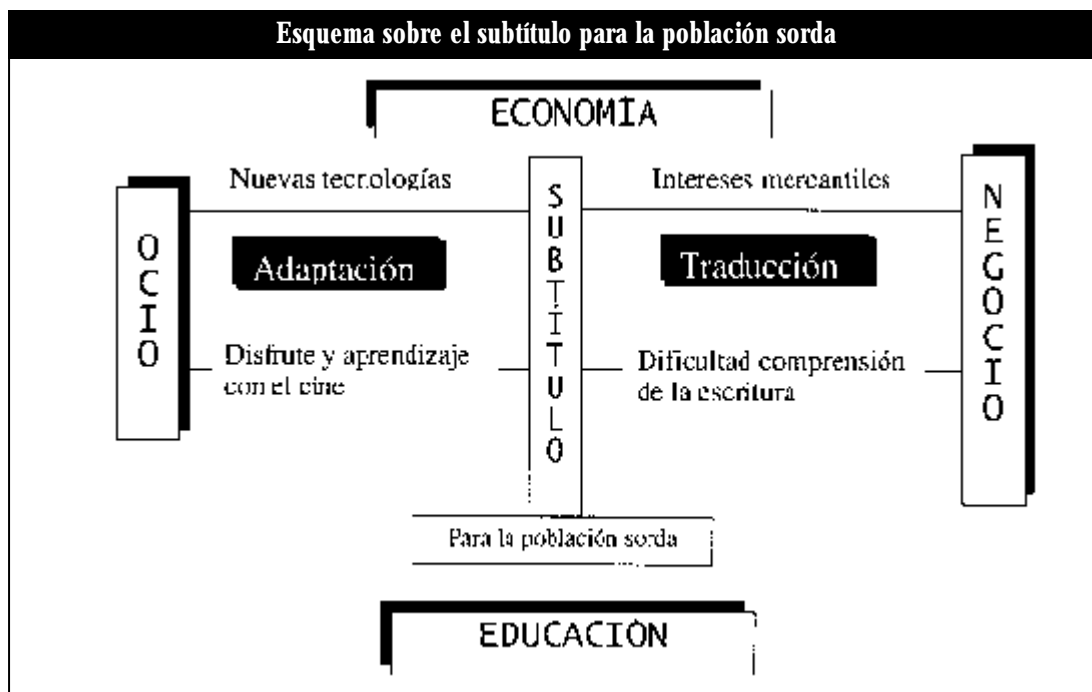 Esquema sobre el subtítulo para la población sorda
ECONOMÍA
Nuevas tecnologías
Intereses mercantiles
OCIO
SUBTÍTULO
NEGOCIO
Adaptación
Traducción
Disfrute y aprendizaje
con el cine
Dificultad comprensión
de la escritura
Para la población sorda
EDUCACIÓN